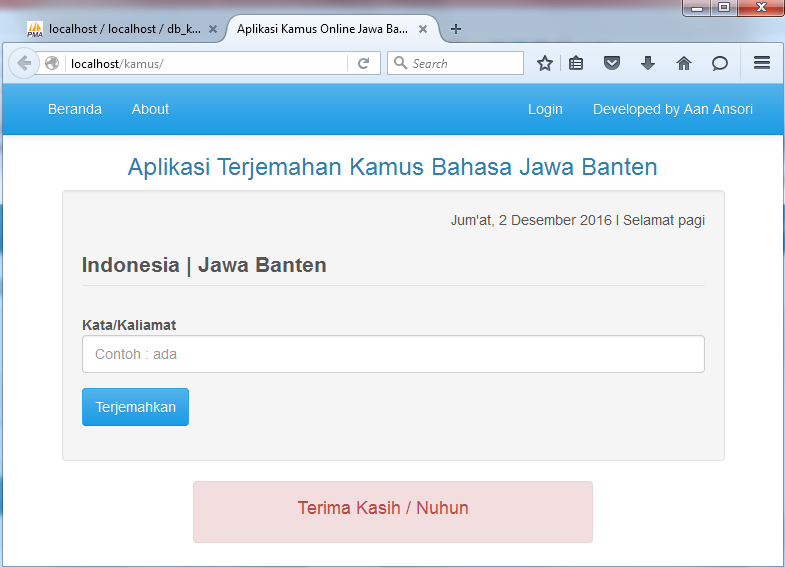 PMA localhost / localhost / db_k...
Aplikasi Kamus Online Jawa Ba...
localhost/kamus/
Search
Beranda About Login Developed by Aan Ansori
Aplikasi Terjemahan Kamus Bahasa Jawa Banten
Jum'at, 2 Desember 2016 l Selamat pagi
Indonesia | Jawa Banten
Kata/Kaliamat
Contoh : ada
Terjemahkan
Terima Kasih / Nuhun